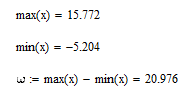 max(x) = 15.772
min(x) = −5.204
ω := max(x) − min(x) = 20.976